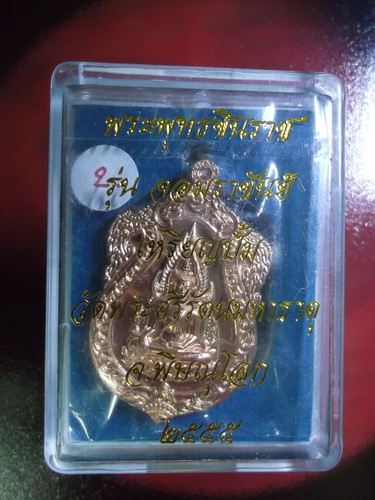 พระพุทธชินราช
๖ รุ่น จอมราชันย์
เหรียญปั๊ม
วัดพระศรีรัตนมหาธาตุ
จ.พิษณุโลก
๒๕๕๕